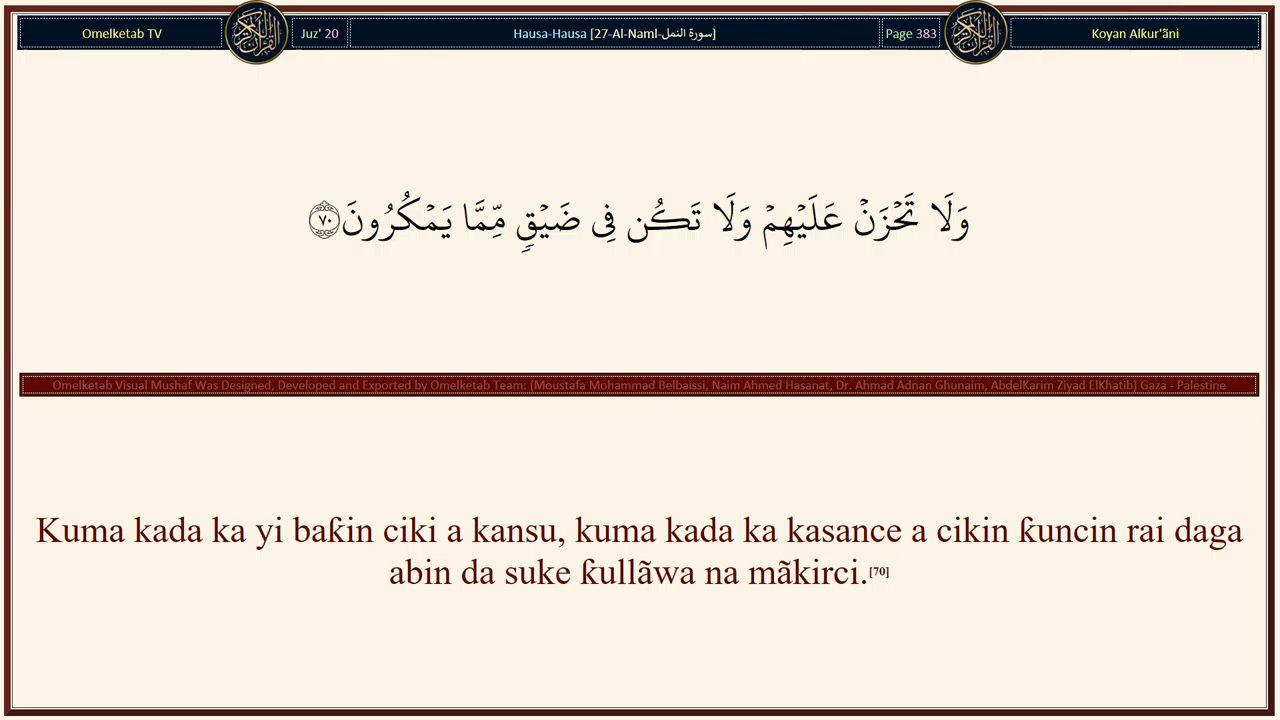 Omelketab TV
Juz' 20
Hausa-Hausa [27-Al-Naml-سورة النمل]
Page 383
Koyan Alƙur'ãni
وَلَا تَحۡزَنۡ عَلَيۡهِمۡ وَلَا تَكُن فِي ضَيۡقٖ مِّمَّا يَمۡكُرُونَ ٧٠
Omelketab Visual Mushaf Was Designed, Developed and Exported by Omelketab Team: (Moustafa Mohammad Belbaissi, Naim Ahmed Hasanat, Dr. Ahmad Adnan Ghunaim, AbdelKarim Ziyad ElKhatib) Gaza - Palestine
Kuma kada ka yi baƙin ciki a kansu, kuma kada ka kasance a cikin ƙuncin rai daga
abin da suke ƙullãwa na mãkirci.[70]